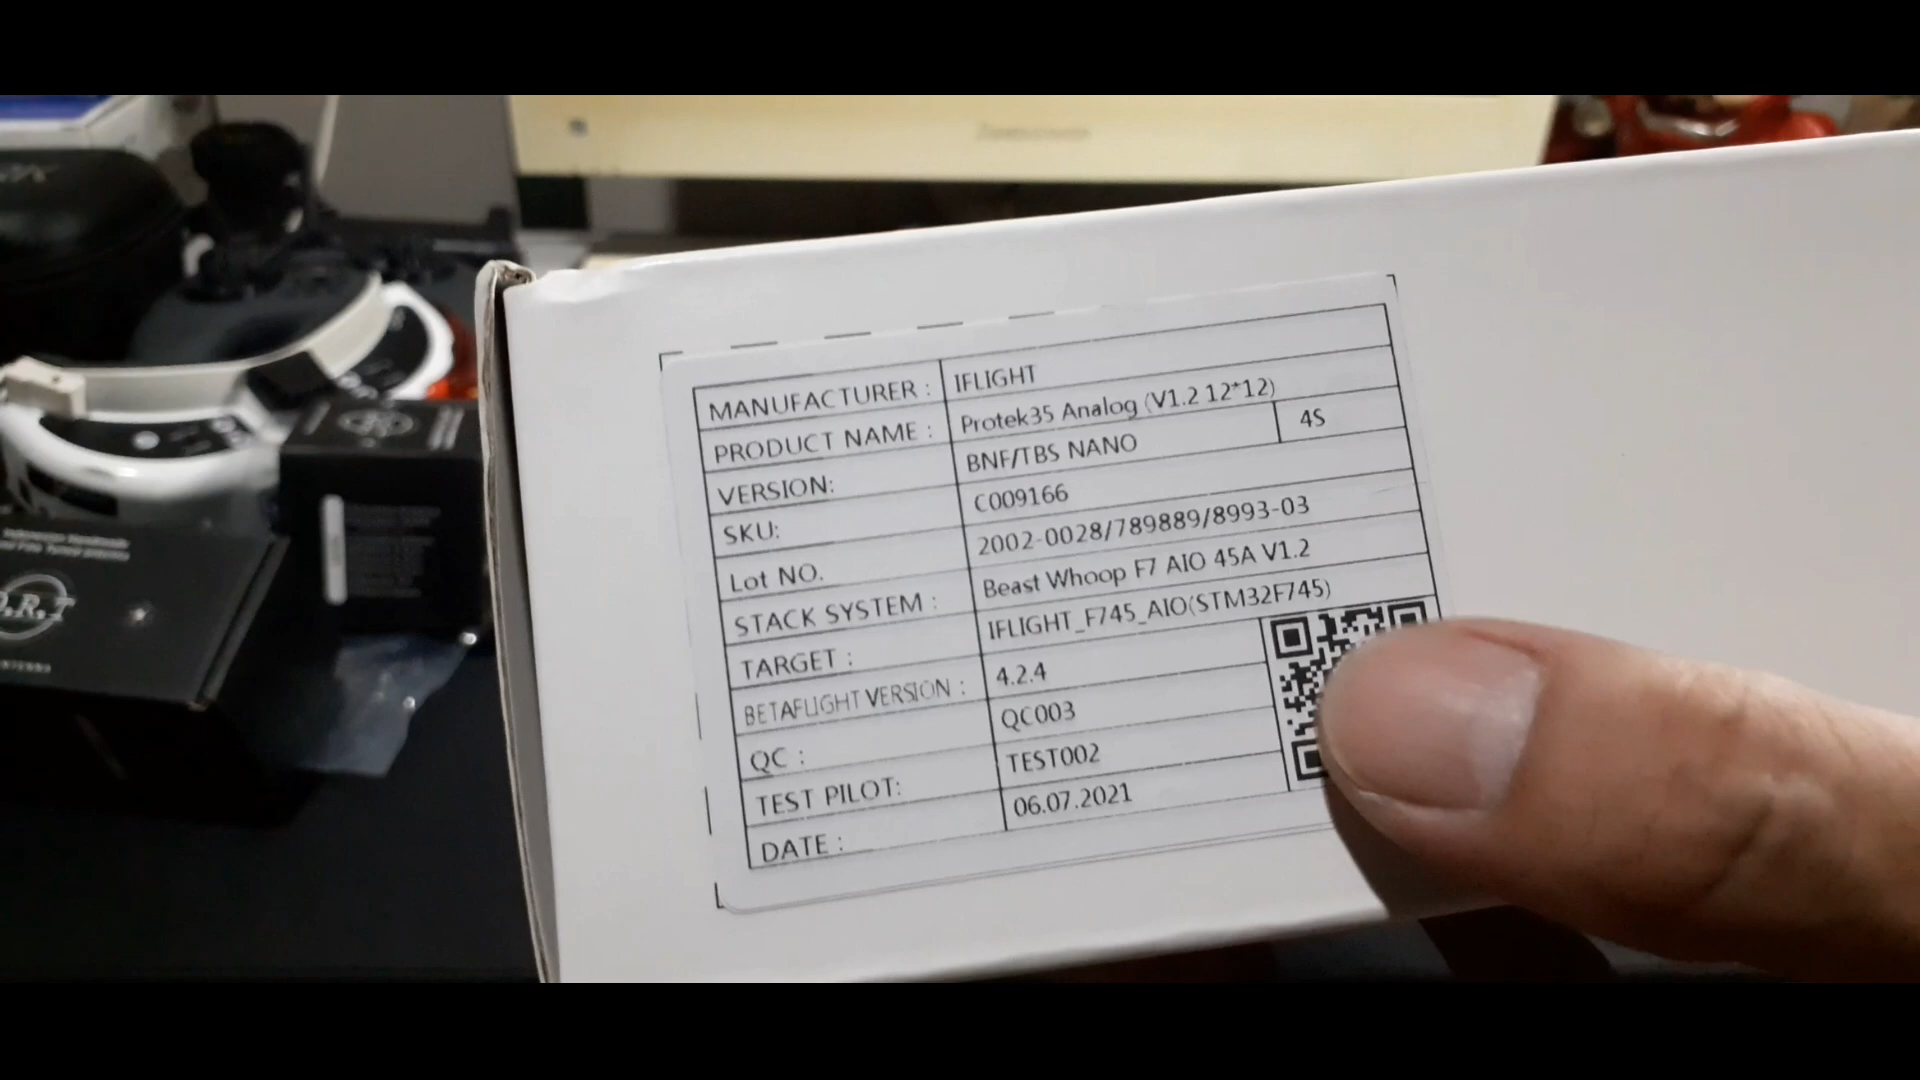 MANUFACTURER : IFLIGHT
PRODUCT NAME : Protek35 Analog (V1.2 12*12)
VERSION: BNF/TBS NANO 4S
SKU: C009166
Lot NO. 2002-0028/789889/8993-03
STACK SYSTEM : Beast Whoop F7 AIO 45A V1.2
TARGET : IFLIGHT_F745_AIO(STM32F745)
BETAFLIGHT VERSION : 4.2.4
QC : QC003
TEST PILOT: TEST002
DATE : 06.07.2021